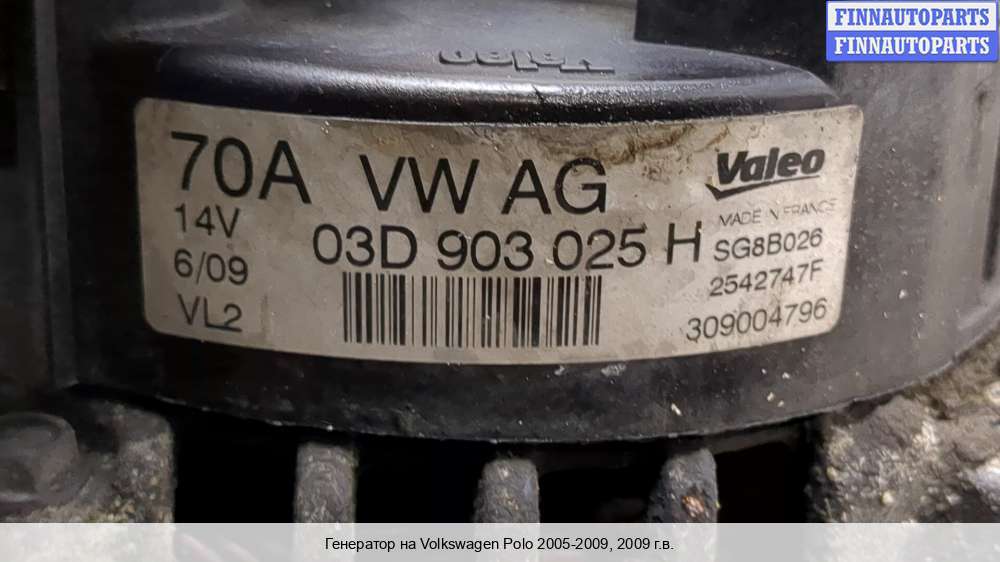 FINNAUTOPARTS
FINNAUTOPARTS
Valeo
70A VW AG
Valeo
14V
MADE IN FRANCE
03D 903 025 H
SG8B026
6/09
2542747F
VL2
309004796
Генератор на Volkswagen Polo 2005-2009, 2009 г.в.